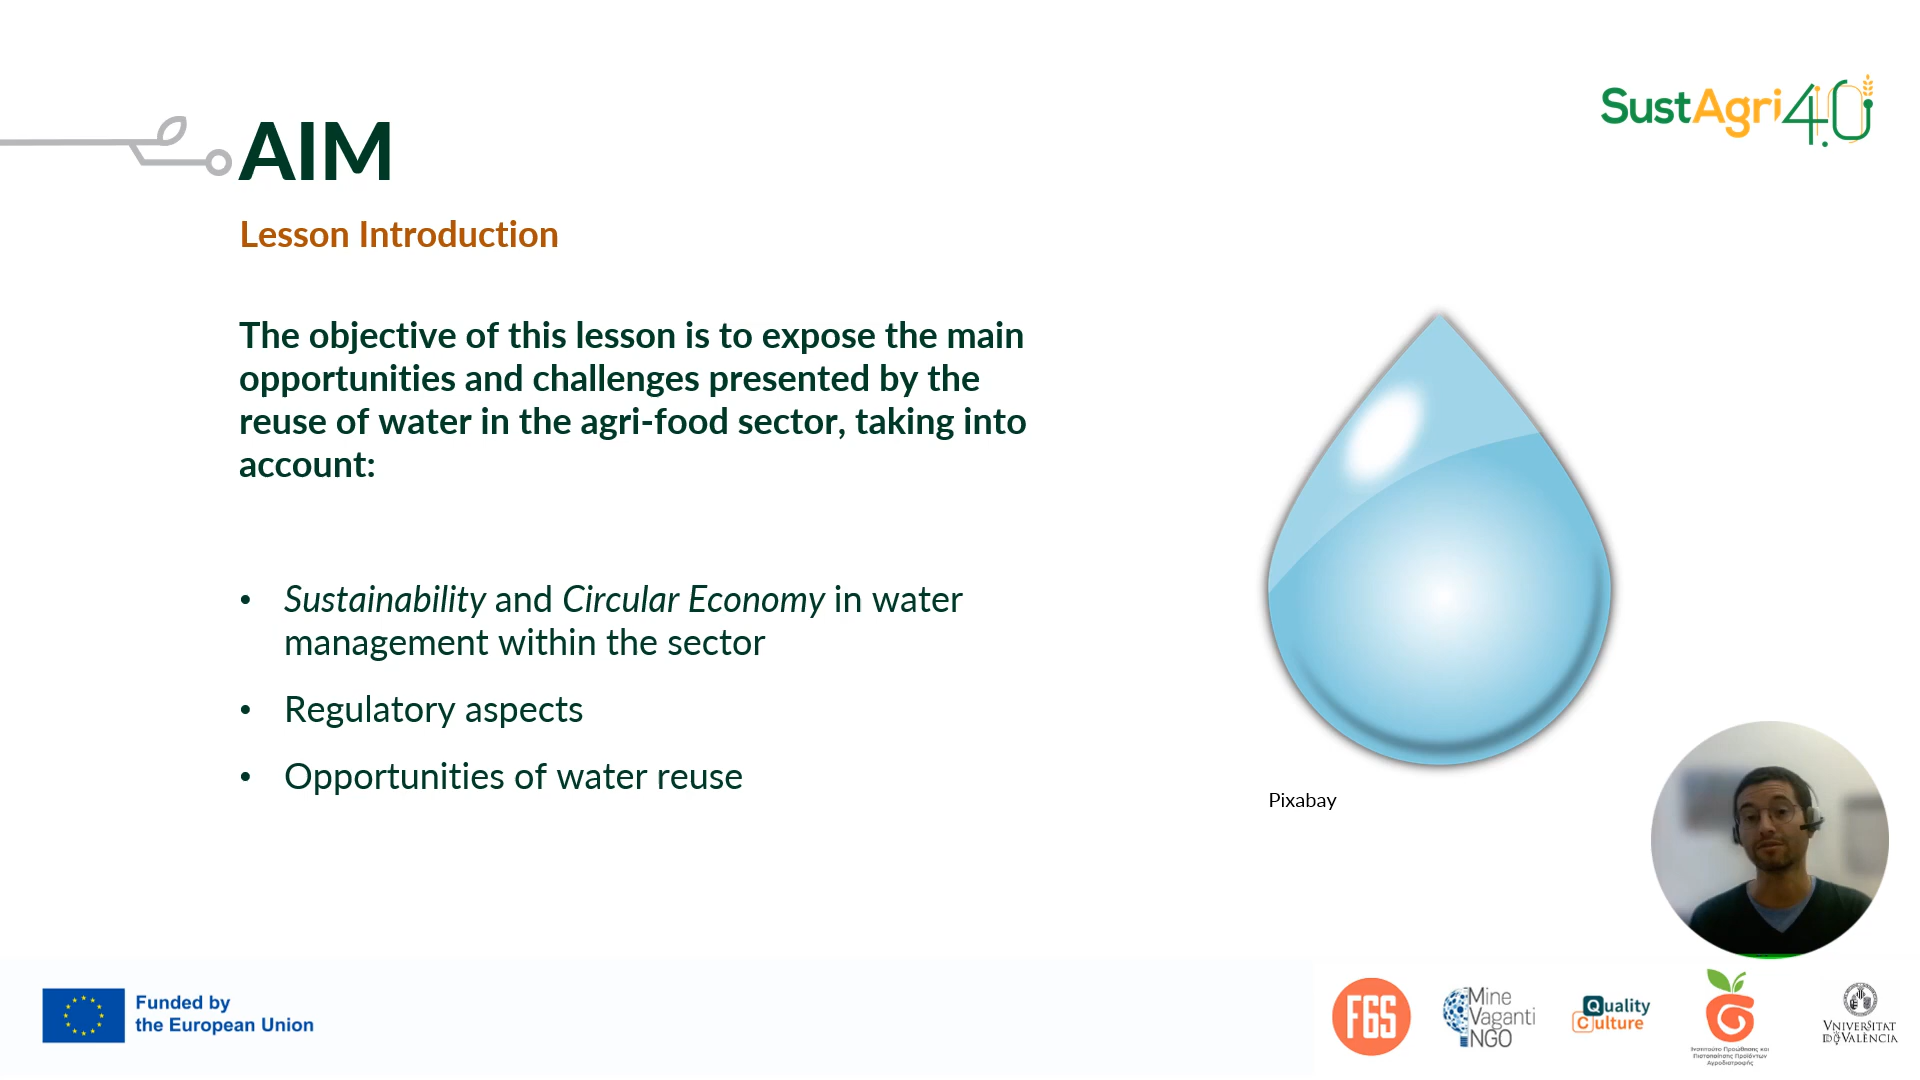 SustAgri4.0
AIM
Lesson Introduction
The objective of this lesson is to expose the main
opportunities and challenges presented by the
reuse of water in the agri-food sector, taking into
account:
• Sustainability and Circular Economy in water
management within the sector
• Regulatory aspects
• Opportunities of water reuse
Pixabay
Funded by
the European Union
FGS
Mine
Vaganti
NGO
Quality
Culture
Ινστιτούτο Προώθησης και
Πιστοποίησης Προϊόντων
Αγροδιατροφής
VNIVERSITAT
DE VALÈNCIA